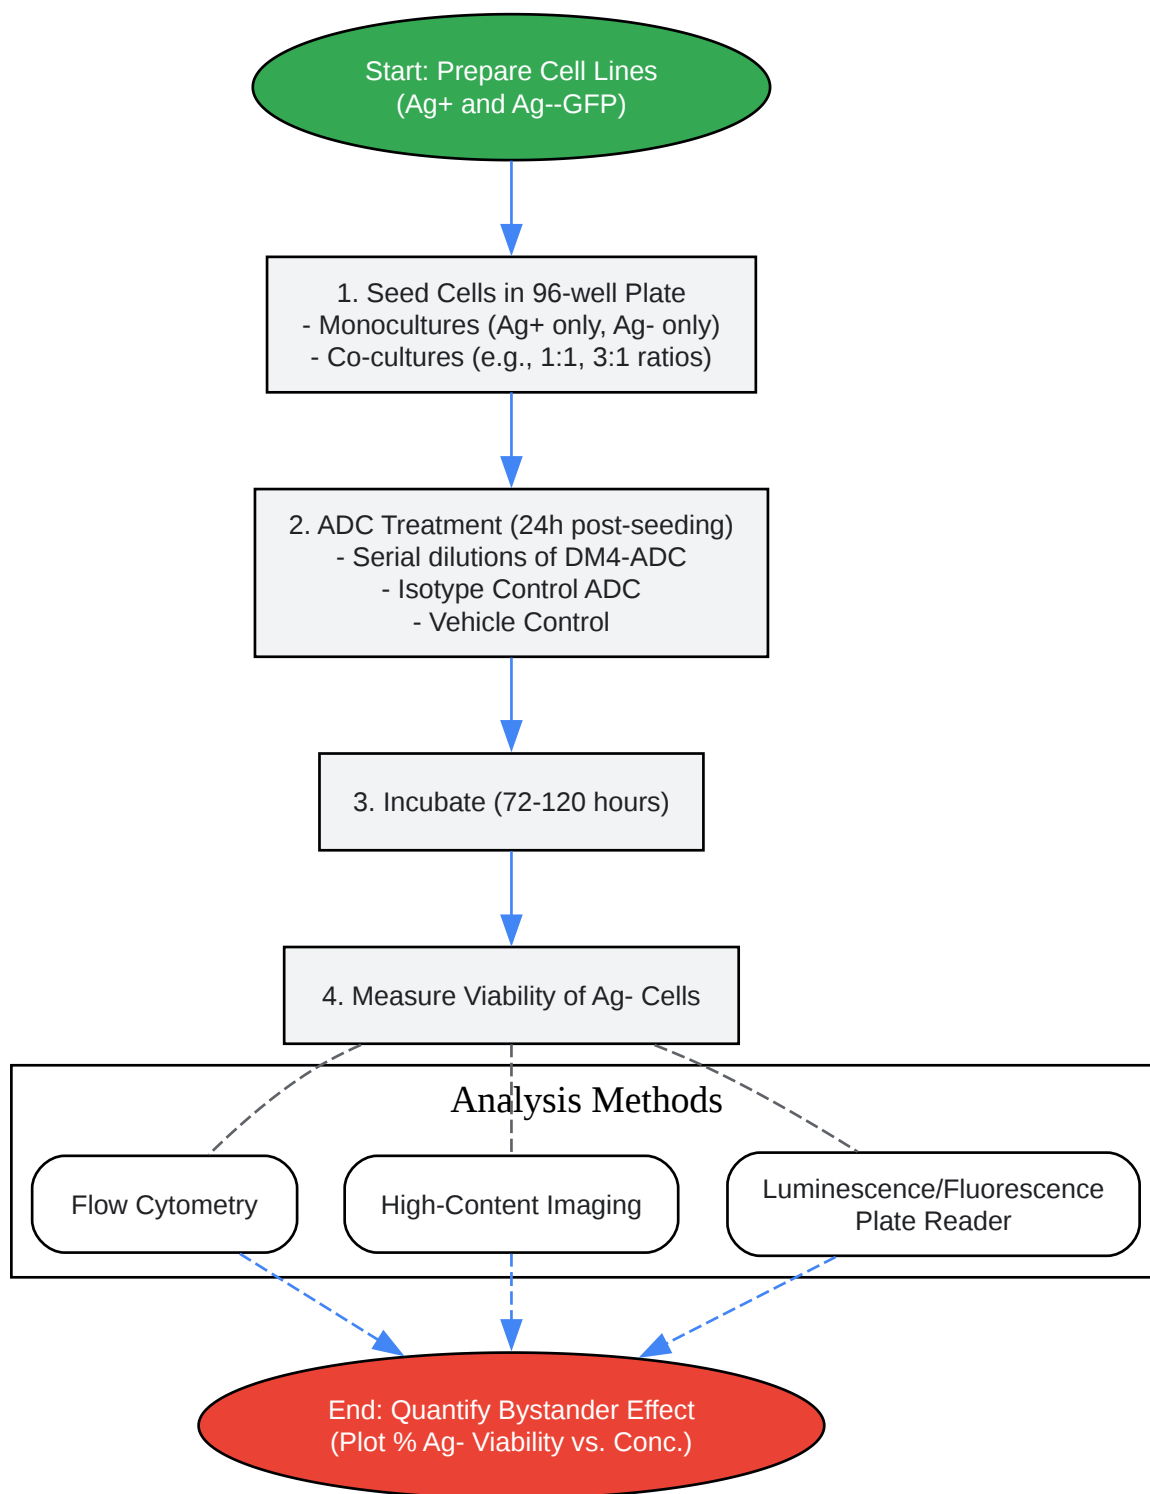 Start: Prepare Cell Lines
(Ag+ and Ag--GFP)
1. Seed Cells in 96-well Plate
- Monocultures (Ag+ only, Ag- only)
- Co-cultures (e.g., 1:1, 3:1 ratios)
2. ADC Treatment (24h post-seeding)
- Serial dilutions of DM4-ADC
- Isotype Control ADC
- Vehicle Control
3. Incubate (72-120 hours)
4. Measure Viability of Ag- Cells
Analysis Methods
Flow Cytometry
High-Content Imaging
Luminescence/Fluorescence
Plate Reader
End: Quantify Bystander Effect
(Plot % Ag- Viability vs. Conc.)